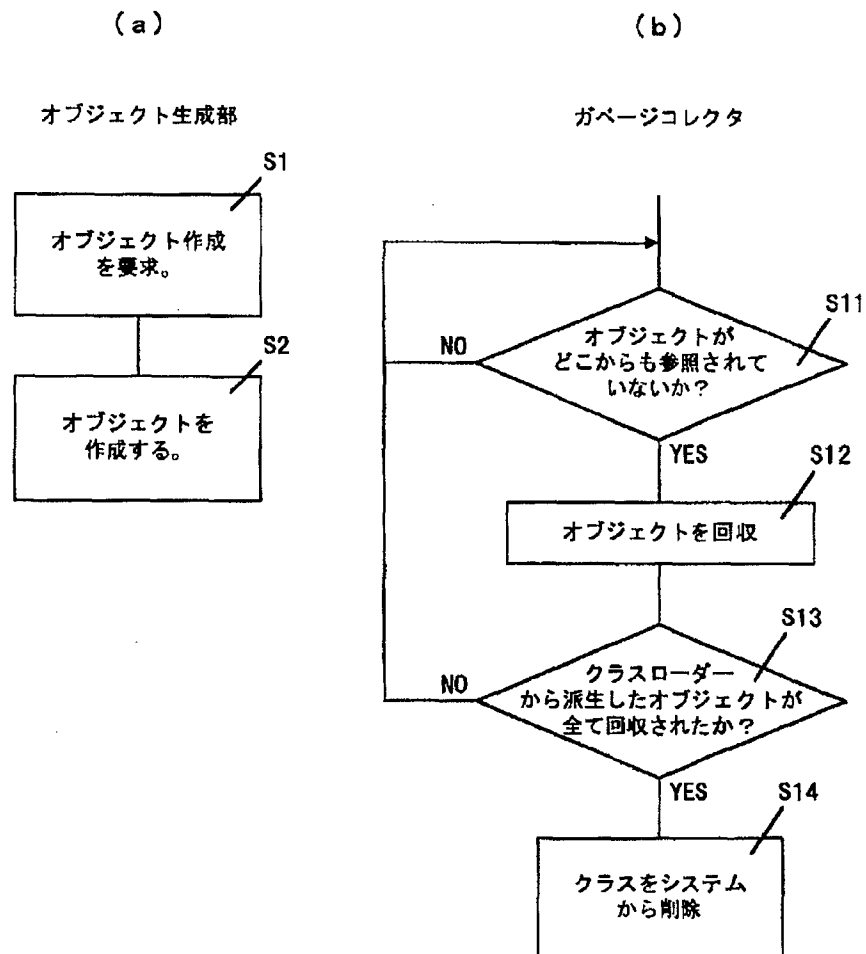 (a)
オブジェクト生成部
S1
オブジェクト作成
を要求。
S2
オブジェクトを
作成する。
(b)
ガベージコレクタ
S11
オブジェクトが
どこからも参照されて
いないか?
NO
YES
S12
オブジェクトを回収
S13
クラスローダー
から派生したオブジェクトが
全て回収されたか?
NO
YES
S14
クラスをシステム
から削除